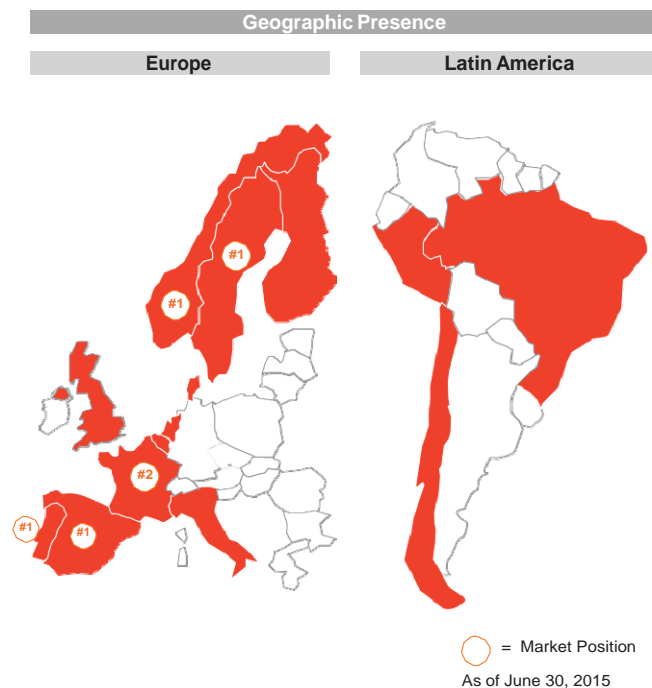 Geographic Presence
Europe
Latin America
#1
#1
#2
#1
#1
= Market Position
As of June 30, 2015